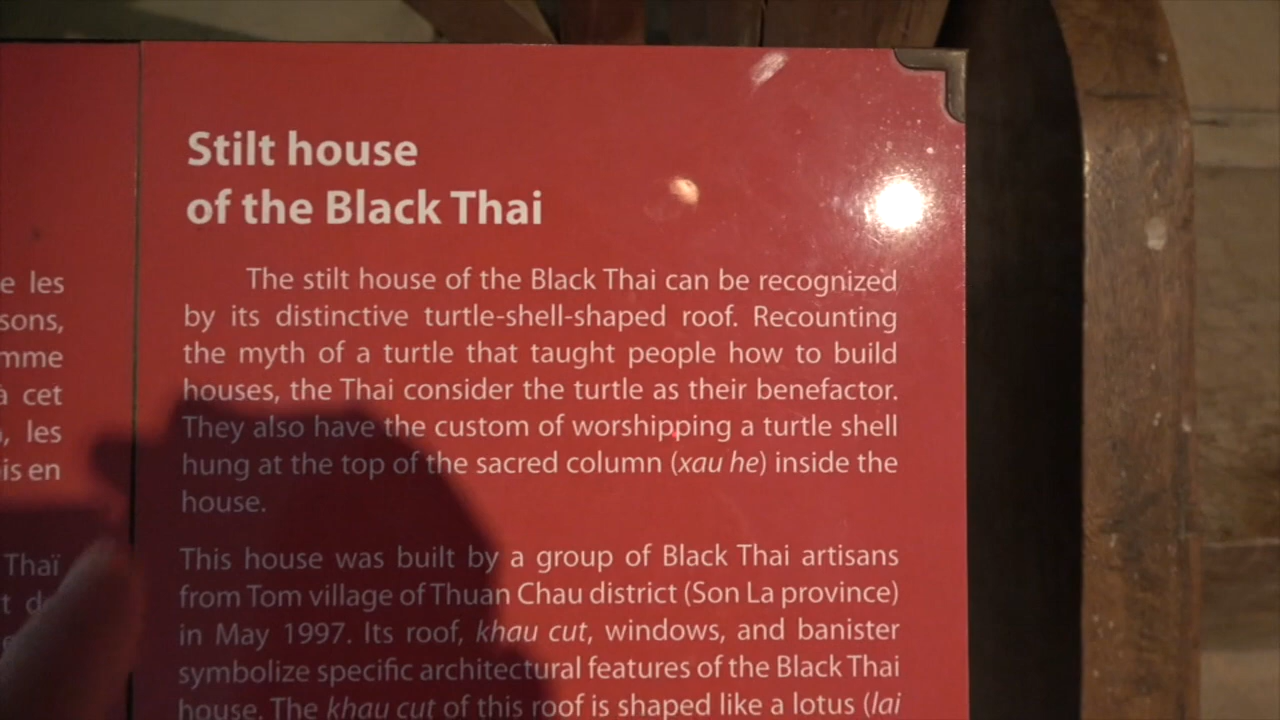 e les
sons,
mme
à cet
, les
is en
Thaï
Stilt house
of the Black Thai
The stilt house of the Black Thai can be recognized
by its distinctive turtle-shell-shaped roof. Recounting
the myth of a turtle that taught people how to build
houses, the Thai consider the turtle as their benefactor.
They also have the custom of worshipping a turtle shell
hung at the top of the sacred column (xau he) inside the
house.
This house was built by a group of Black Thai artisans
from Tom village of Thuan Chau district (Son La province)
in May 1997. Its roof, khau cut, windows, and banister
symbolize specific architectural features of the Black Thai
house. The khau cut of this roof is shaped like a lotus (lai